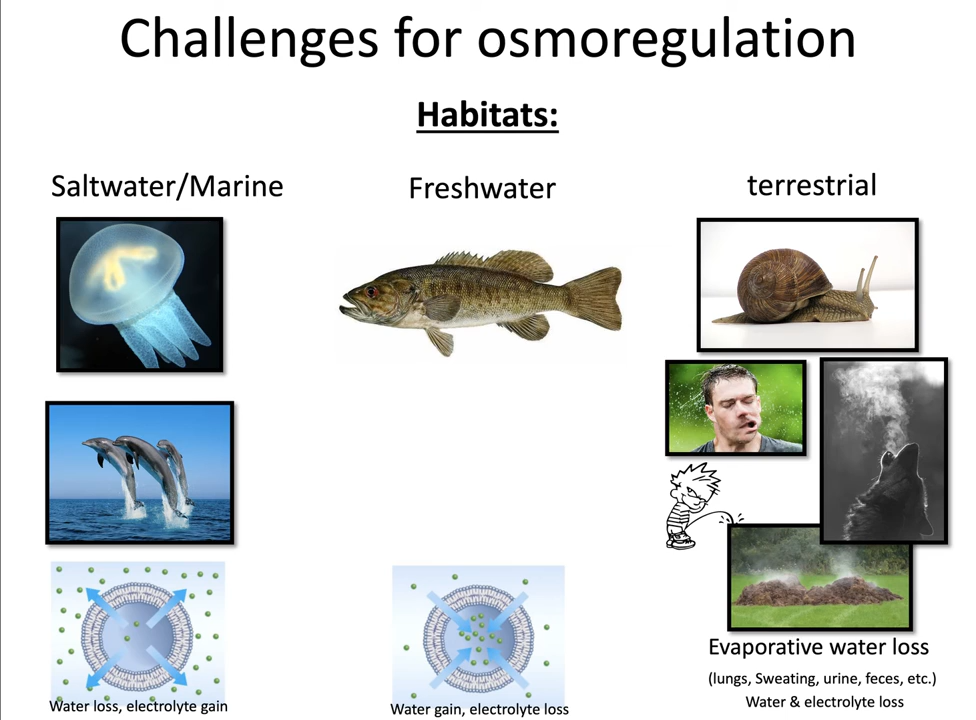 Challenges for osmoregulation
Habitats:
Saltwater/Marine
Freshwater
terrestrial
Water loss, electrolyte gain
Water gain, electrolyte loss
Evaporative water loss
(lungs, Sweating, urine, feces, etc.)
Water & electrolyte loss